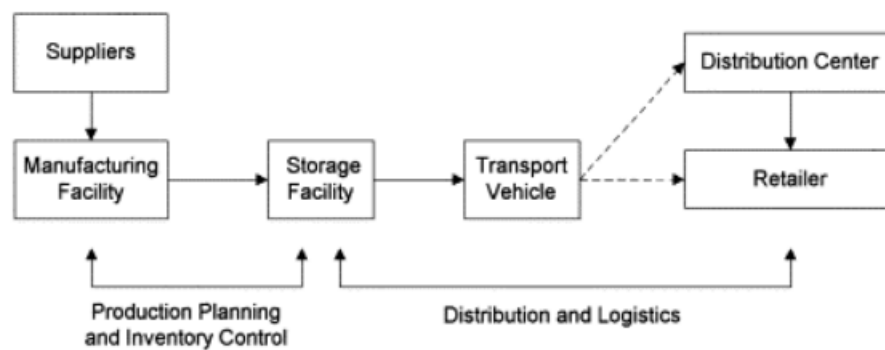 Suppliers
Distribution Center
Manufacturing
Facility
Storage
Facility
Transport
Vehicle
Retailer
Production Planning
and Inventory Control
Distribution and Logistics